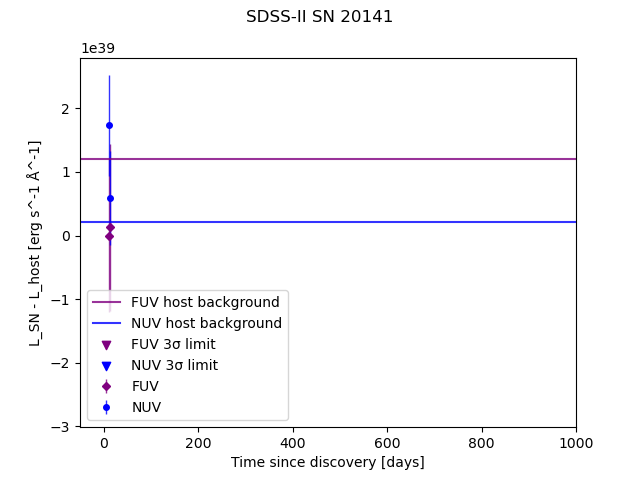 SDSS-II SN 20141
1e39
L_SN - L_host [erg s^-1 Å^-1]
2
1
0
−1
−2
−3
FUV host background
NUV host background
FUV 3σ limit
NUV 3σ limit
FUV
NUV
0 200 400 600 800 1000
Time since discovery [days]